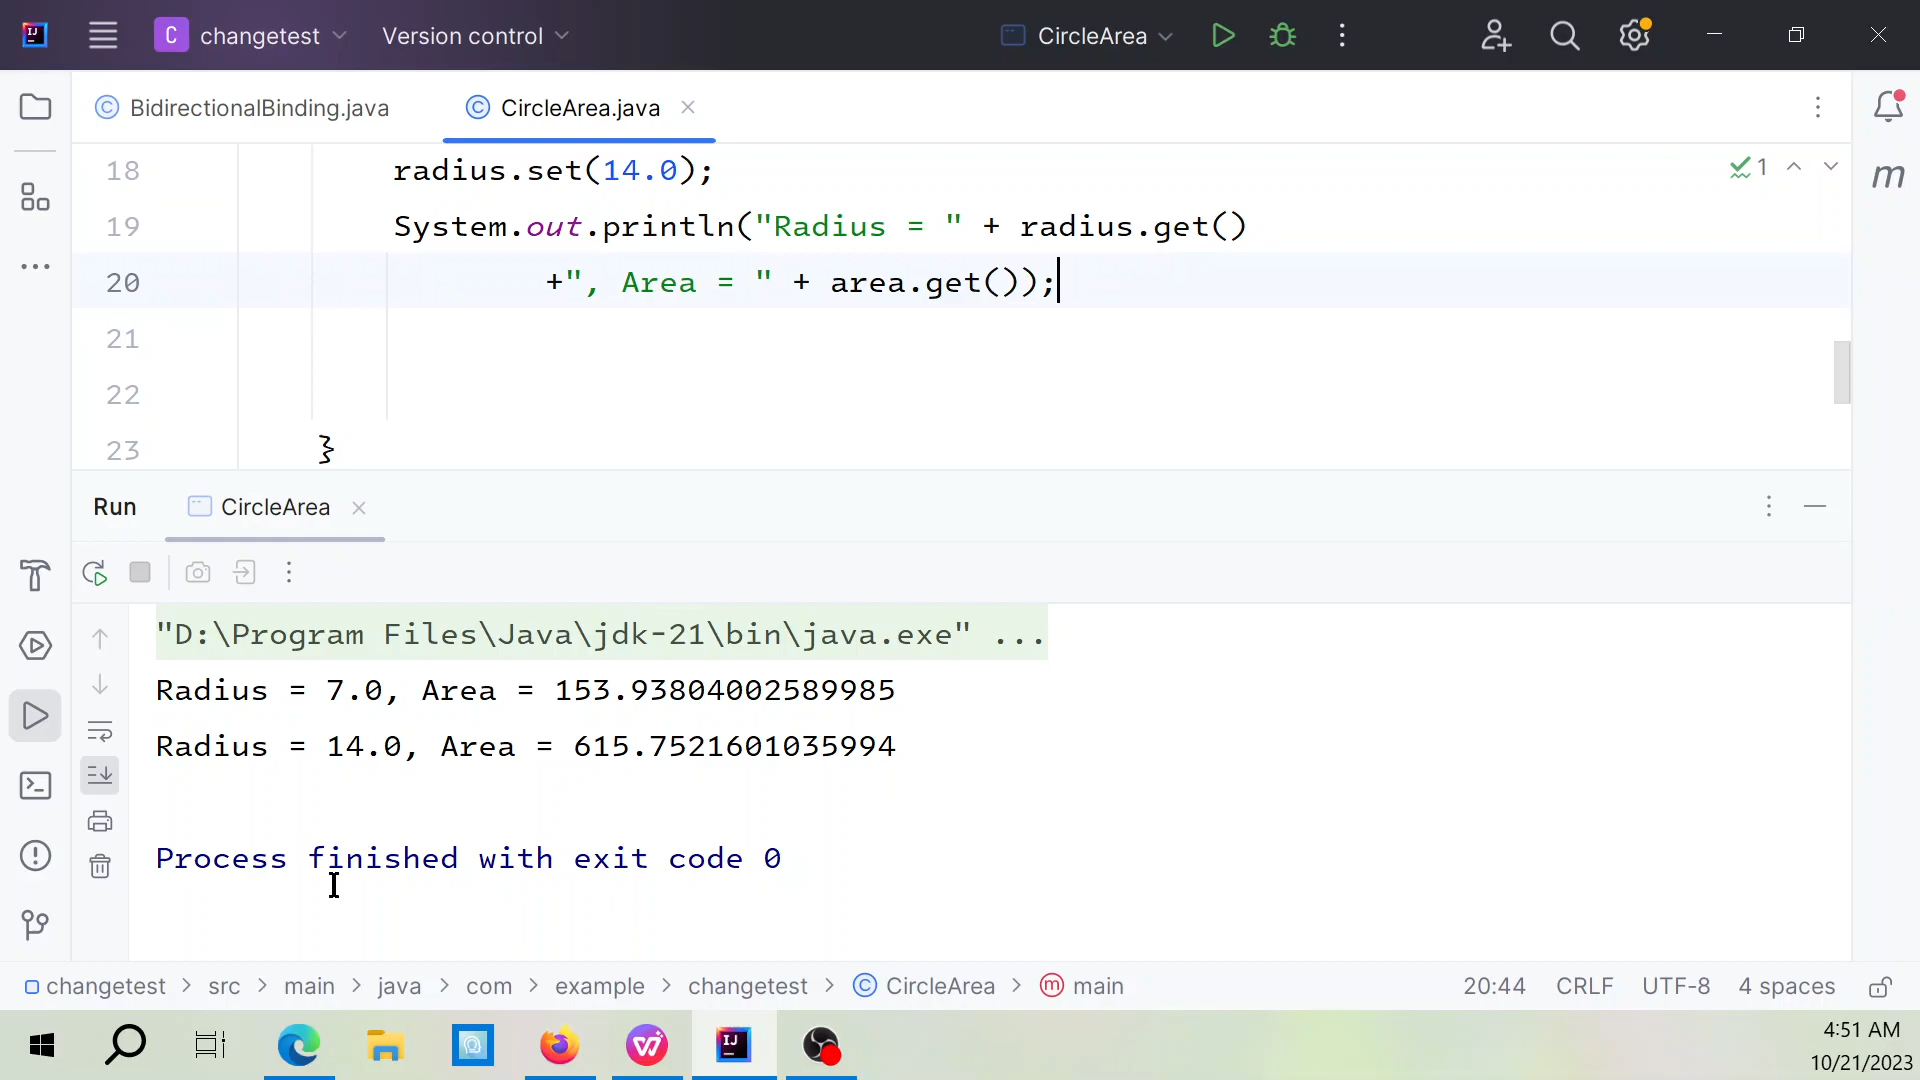 C changetest Version control CircleArea
BidirectionalBinding.java CircleArea.java
18 radius.set(14.0);
1
m
19 System.out.println("Radius = " + radius.get()
20 +", Area = " + area.get());
21
22
23 }
Run CircleArea
"D:\Program Files\Java\jdk-21\bin\java.exe" ...
Radius = 7.0, Area = 153.93804002589985
Radius = 14.0, Area = 615.7521601035994
Process finished with exit code 0
changetest > src > main > java > com > example > changetest > CircleArea > main 20:44 CRLF UTF-8 4 spaces
4:51 AM
10/21/2023